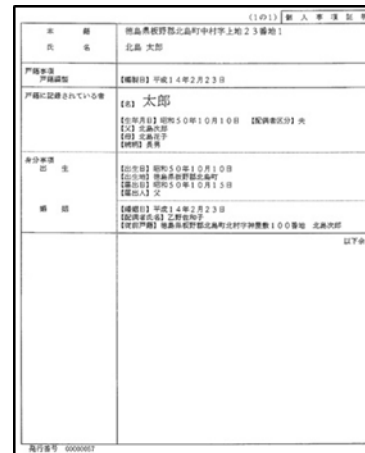 (1の1) 個 人 事 項 証
本 籍 徳島県板野郡北島町中村字上地23番地1
氏 名 北島 太郎
戸籍事項
戸籍編製 【編製日】平成14年2月23日
戸籍に記録されている者 【名】太郎
【生年月日】昭和50年10月10日 【配偶者区分】夫
【父】北島次郎
【母】北島花子
【続柄】長男
身分事項
出 生 【出生日】昭和50年10月10日
【出生地】徳島県板野郡北島町
【届出日】昭和50年10月15日
【届出人】父
婚 姻 【婚姻日】平成14年2月23日
【配偶者氏名】乙野佐和子
【従前戸籍】徳島県板野郡北島町北村字神豊敷100番地 北島次郎
以下余
発行番号 00000057